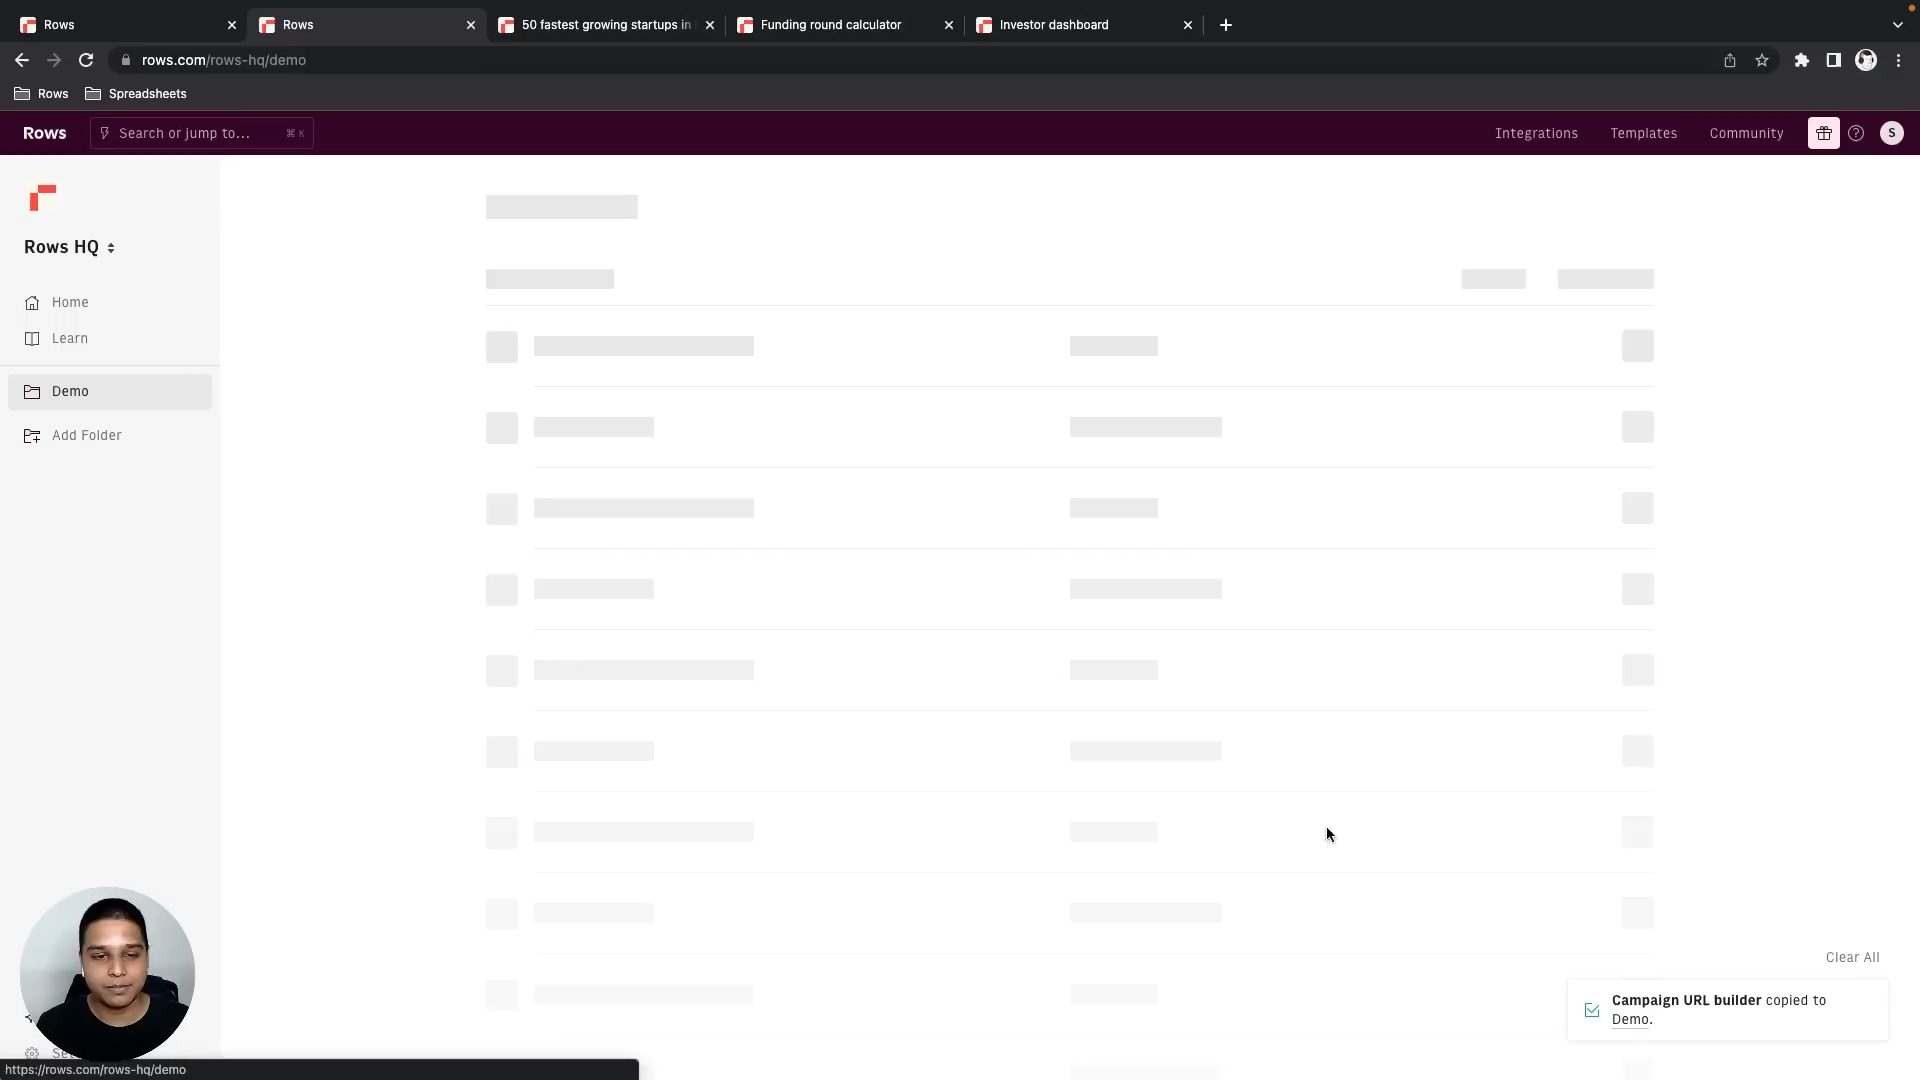 Rows
Rows
50 fastest growing startups in
Funding round calculator
Investor dashboard
rows.com/rows-hq/demo
Rows
Spreadsheets
Rows
Search or jump to...
⌘ K
Integrations
Templates
Community
S
Rows HQ
Home
Learn
Demo
Add Folder
Clear All
Campaign URL builder copied to
Demo.
https://rows.com/rows-hq/demo